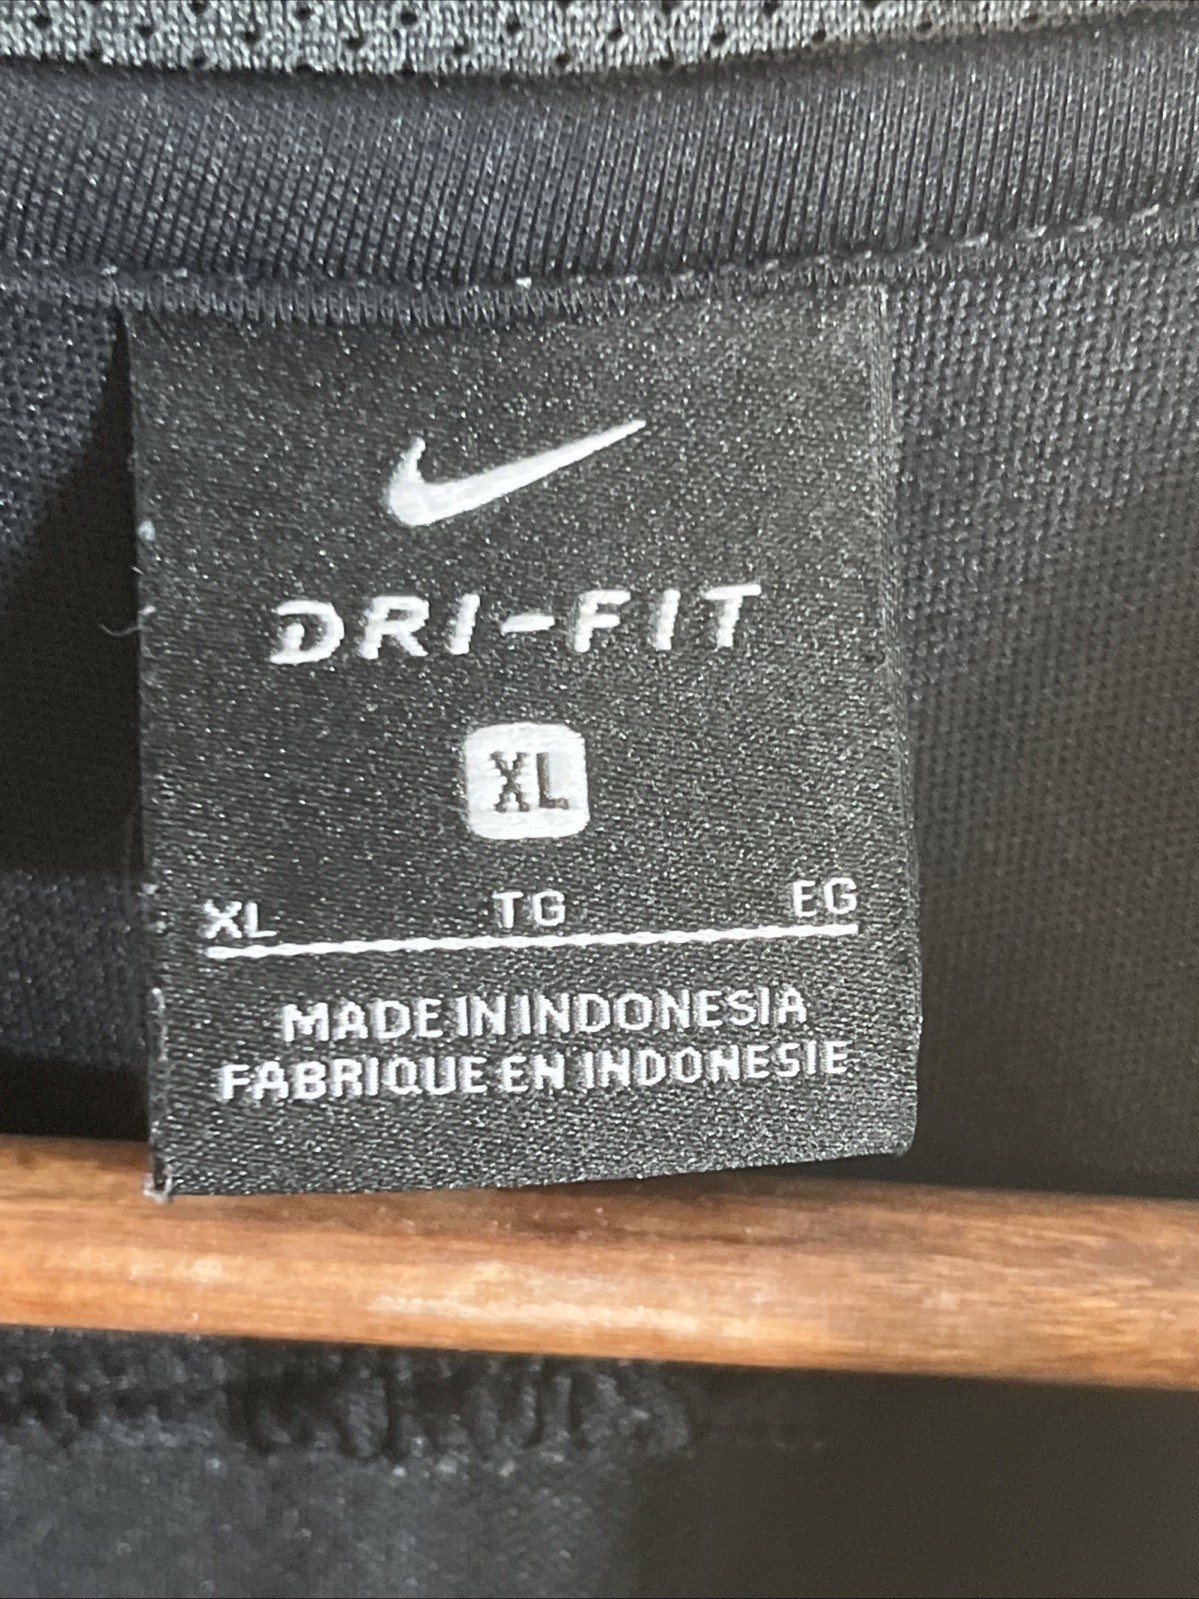 DRI-FIT
XL
XL TG EG
MADE IN INDONESIA
FABRIQUE EN INDONESIE